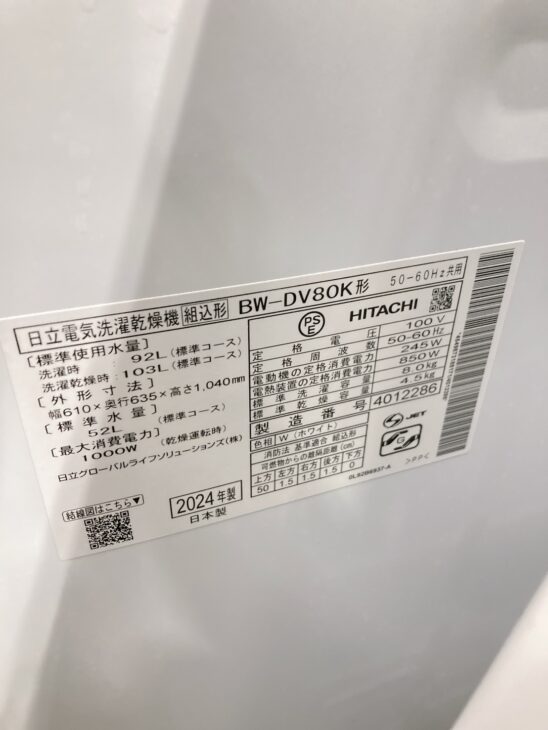 日立電気洗濯乾燥機 組込形 BW-DV80K形 50-60Hz共用
[標準使用水量]
洗濯時 : 92L (標準コース)
洗濯乾燥時 : 103L (標準コース)
[外形寸法]
幅610×奥行635×高さ1,040mm
[標準水量]
52L (標準コース)
[最大消費電力]
1000W (乾燥運転時)
日立グローバルライフソリューションズ(株)
結線図はこちら▼
2024年製
日本製
PSE
HITACHI
定格電圧 100V
定格周波数 50-60Hz
電動機の定格消費電力 245W
電熱装置の定格消費電力 850W
標準洗濯容量 8.0kg
標準乾燥容量 4.5kg
製造番号 4012286
色相 W (ホワイト)
消防法 基準適合 組込形
可燃物からの離隔距離(cm)
上方 左方 右方 後方 下方
50 1.5 1.5 1.5 0
JET
G
>PP<